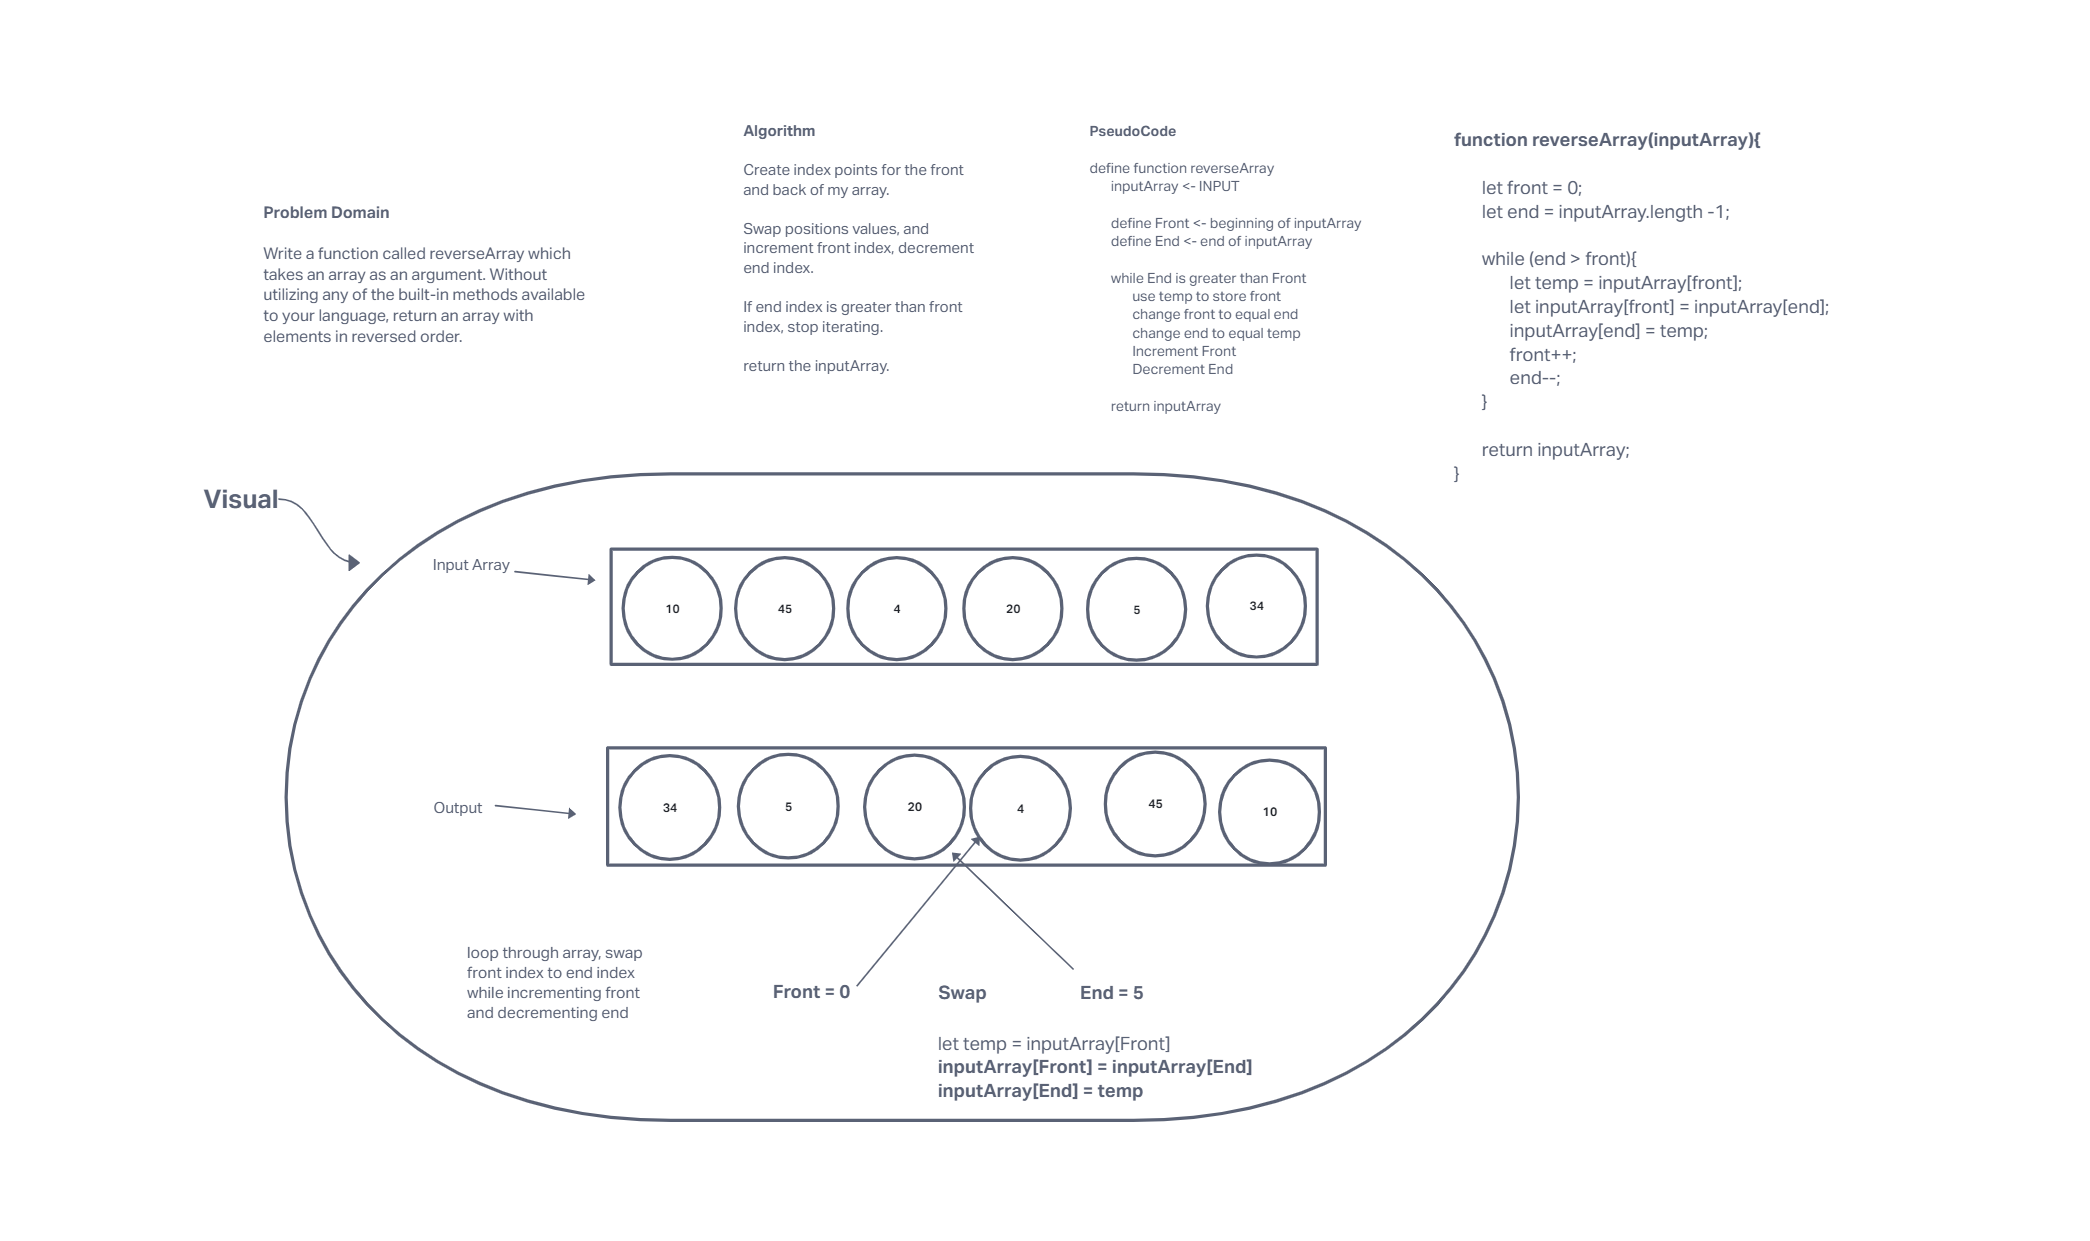 Problem Domain
Write a function called reverseArray which
takes an array as an argument. Without
utilizing any of the built-in methods available
to your language, return an array with
elements in reversed order.
Algorithm
Create index points for the front
and back of my array.
Swap positions values, and
increment front index, decrement
end index.
If end index is greater than front
index, stop iterating.
return the inputArray.
PseudoCode
define function reverseArray
inputArray <- INPUT
define Front <- beginning of inputArray
define End <- end of inputArray
while End is greater than Front
use temp to store front
change front to equal end
change end to equal temp
Increment Front
Decrement End
return inputArray
function reverseArray(inputArray){
let front = 0;
let end = inputArray.length -1;
while (end > front){
let temp = inputArray[front];
let inputArray[front] = inputArray[end];
inputArray[end] = temp;
front++;
end--;
}
return inputArray;
}
Visual
Input Array
10 45 4 20 5 34
Output
34 5 20 4 45 10
loop through array, swap
front index to end index
while incrementing front
and decrementing end
Front = 0
Swap
End = 5
let temp = inputArray[Front]
inputArray[Front] = inputArray[End]
inputArray[End] = temp